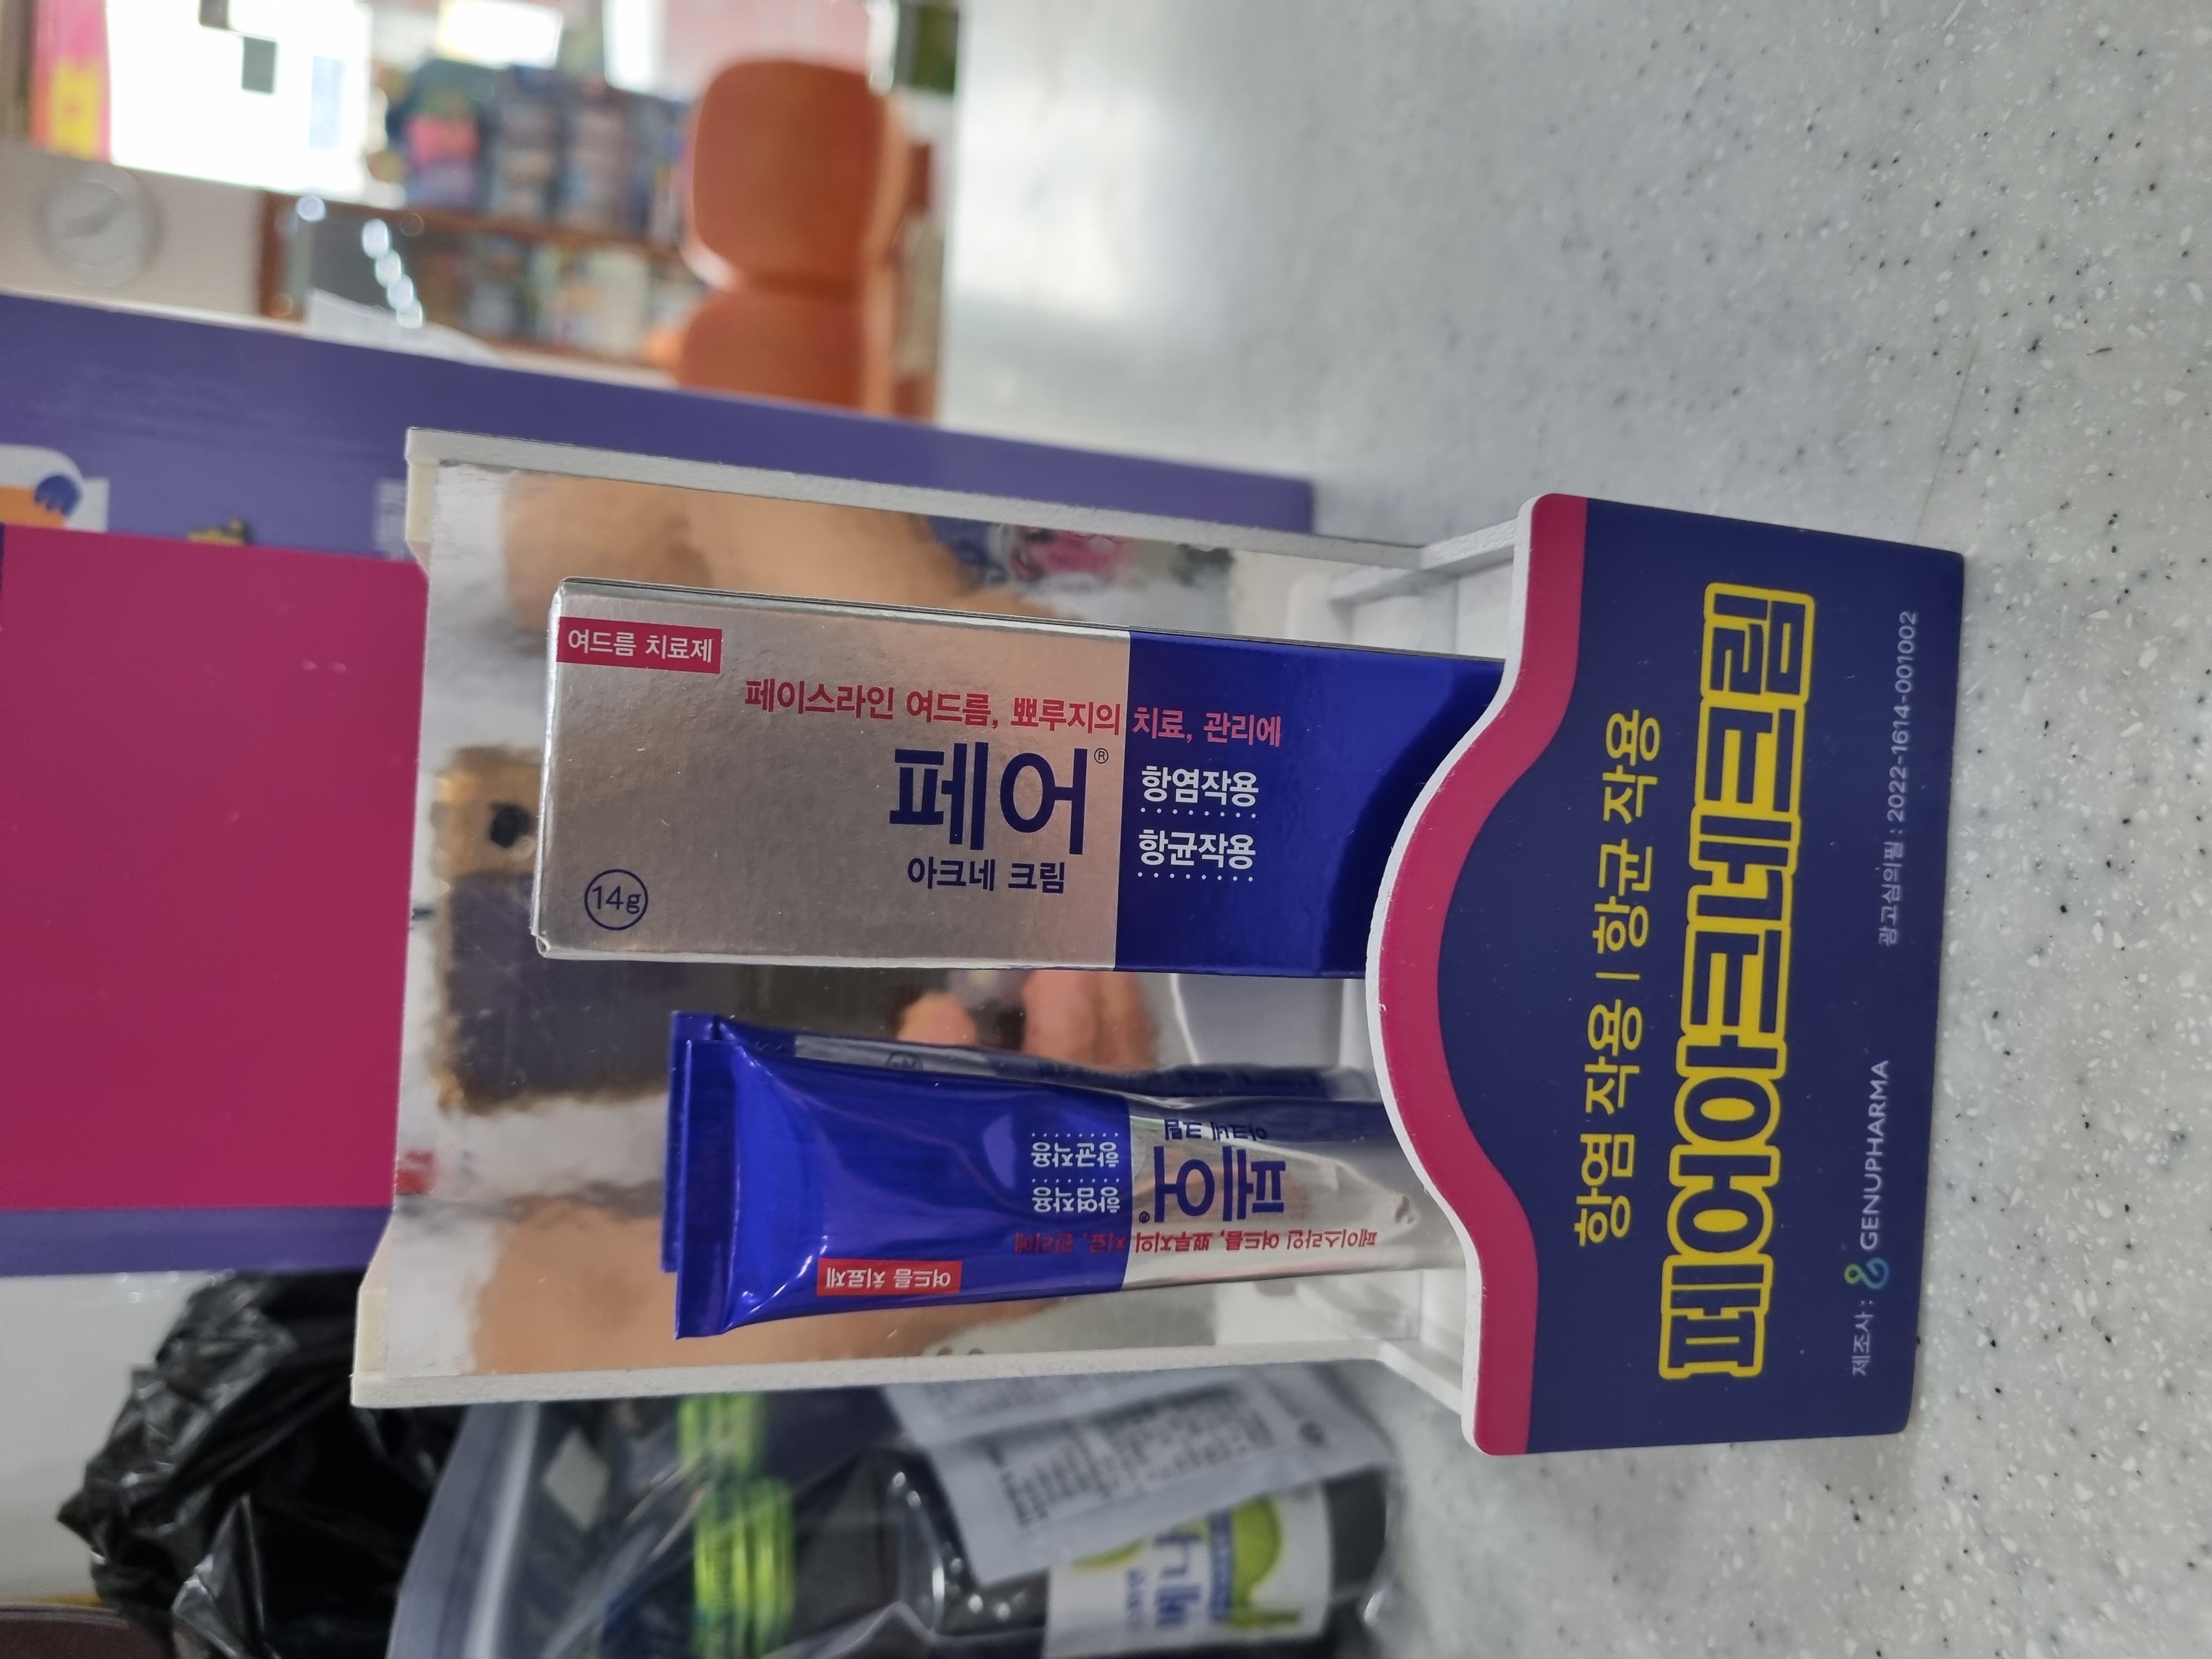 여드름 치료제
페이스라인 여드름, 뾰루지의 치료, 관리에
페어®
아크네 크림
14g
항염작용
항균작용
여드름 치료제
페이스라인 여드름, 뾰루지의 치료, 관리에
페어®
아크네 크림
항염작용
항균작용
항염 작용 | 항균 작용
페어아크네크림
제조사 : GENUPHARMA
광고심의필 : 2022-1614-001002